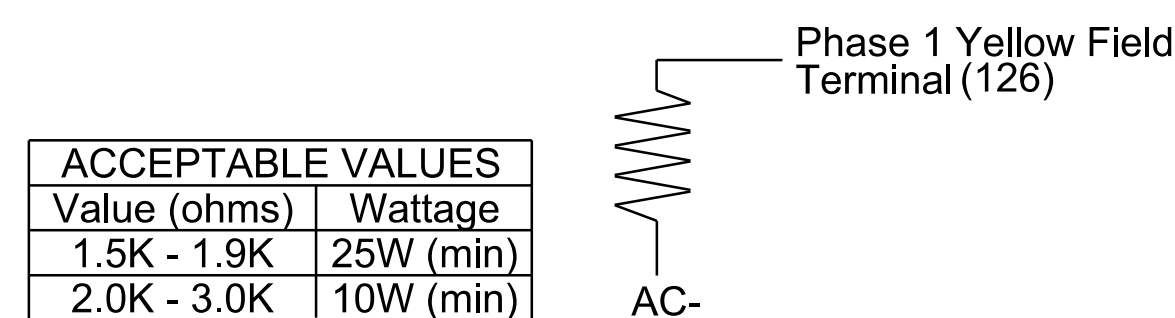 Phase 1 Yellow Field
Terminal (126)
ACCEPTABLE VALUES
Value (ohms) Wattage
1.5K - 1.9K 25W (min)
2.0K - 3.0K 10W (min)
AC-